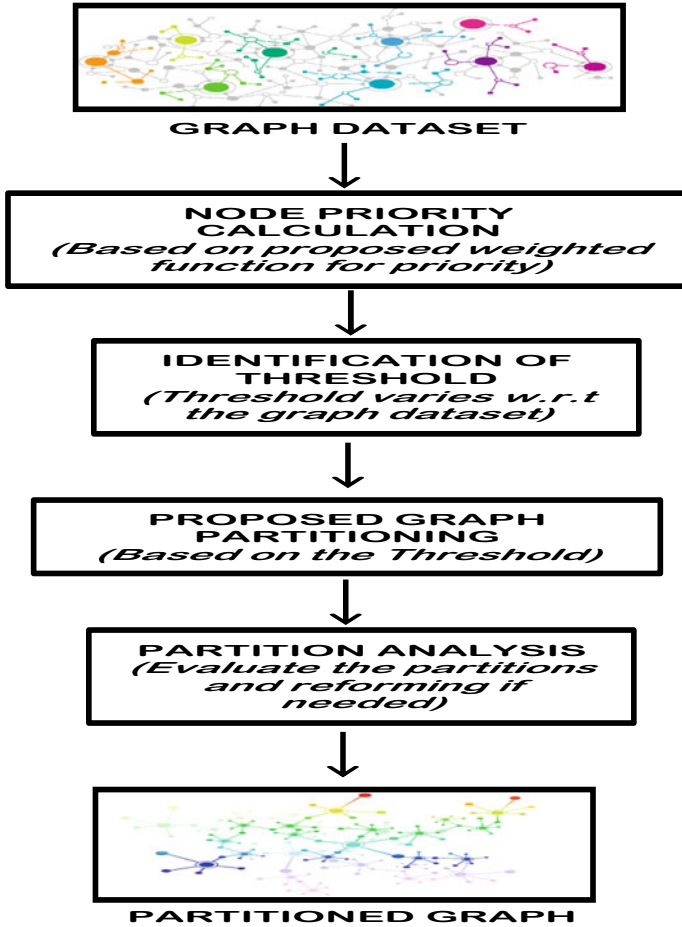 GRAPH DATASET
NODE PRIORITY
CALCULATION
(Based on proposed weighted
function for priority)
IDENTIFICATION OF
THRESHOLD
(Threshold varies w.r.t
the graph dataset)
PROPOSED GRAPH
PARTITIONING
(Based on the Threshold)
PARTITION ANALYSIS
(Evaluate the partitions
and reforming if
needed)
PARTITIONED GRAPH